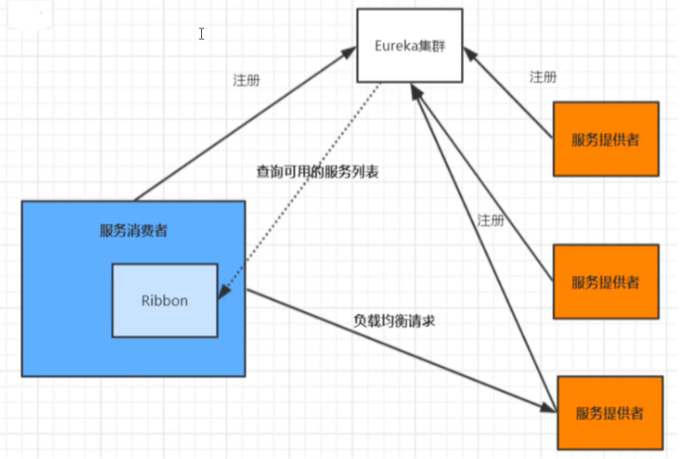 Eureka集群
注册
注册
服务提供者
查询可用的服务列表
服务消费者
注册
Ribbon
服务提供者
负载均衡请求
服务提供者